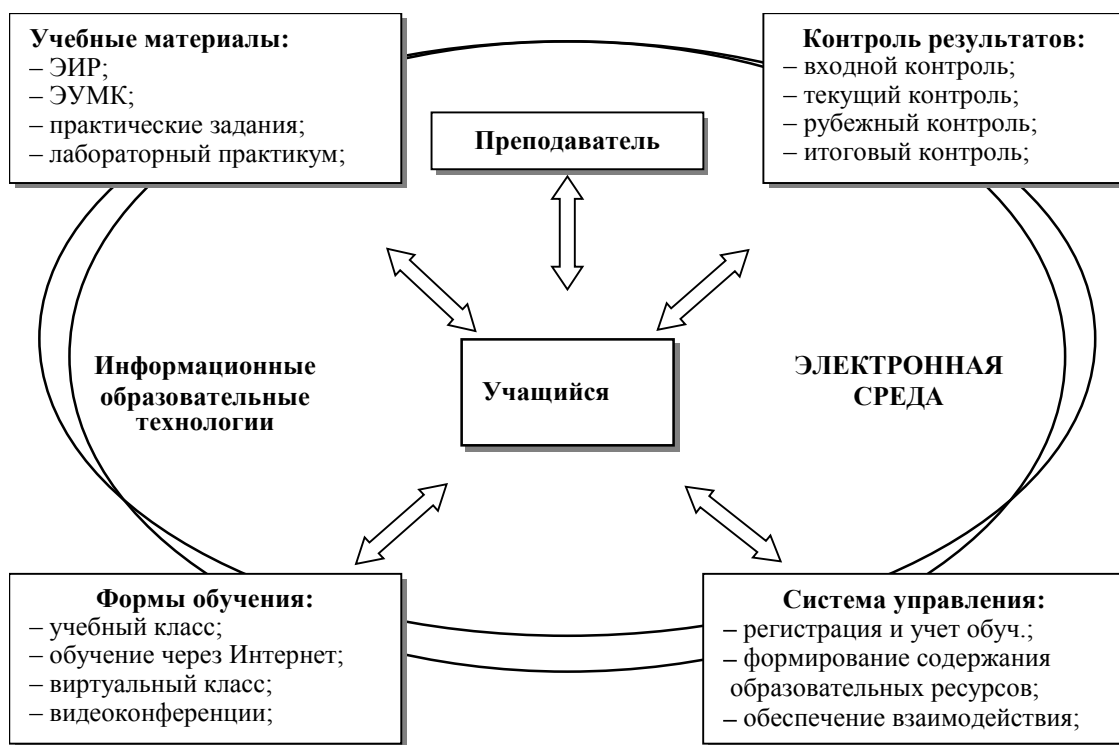 Учебные материалы:
– ЭИР;
– ЭУМК;
– практические задания;
– лабораторный практикум;
Преподаватель
Контроль результатов:
– входной контроль;
– текущий контроль;
– рубежный контроль;
– итоговый контроль;
Информационные
образовательные
технологии
Учащийся
ЭЛЕКТРОННАЯ
СРЕДА
Формы обучения:
– учебный класс;
– обучение через Интернет;
– виртуальный класс;
– видеоконференции;
Система управления:
– регистрация и учет обуч.;
– формирование содержания
образовательных ресурсов;
– обеспечение взаимодействия;